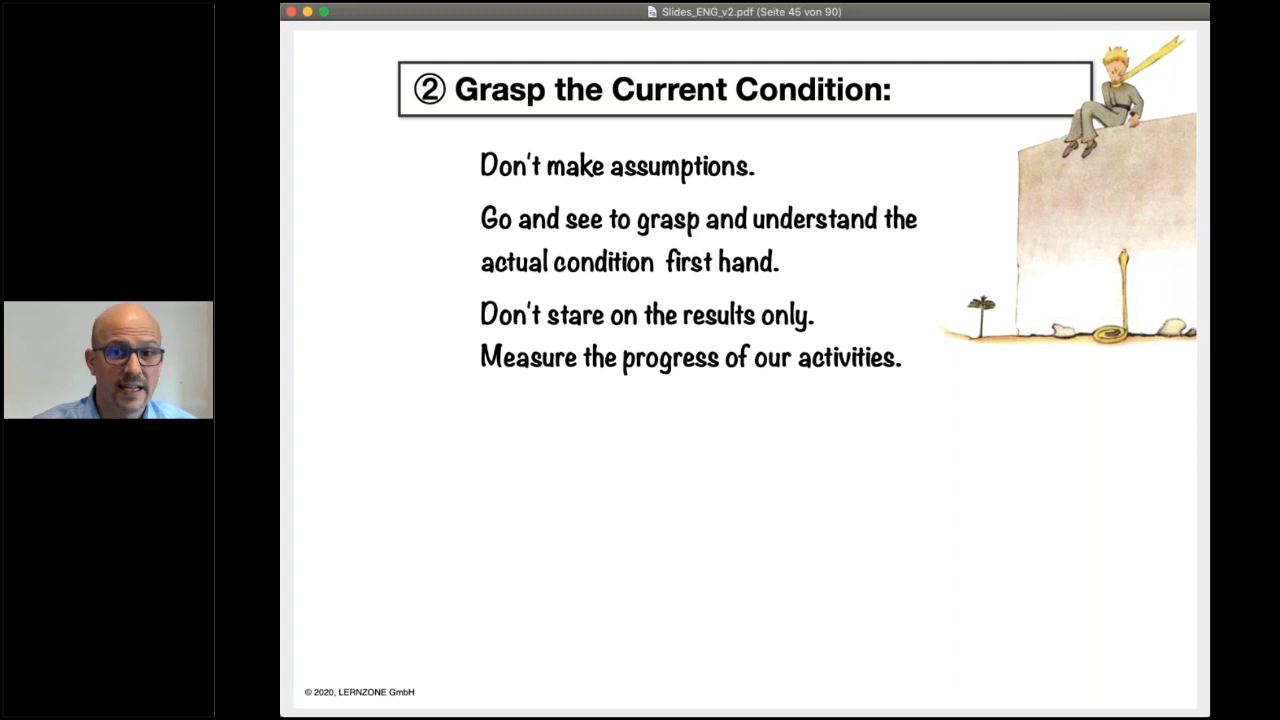 Slides_ENG_v2.pdf (Seite 45 von 90)
② Grasp the Current Condition:
Don't make assumptions.
Go and see to grasp and understand the
actual condition first hand.
Don't stare on the results only.
Measure the progress of our activities.
© 2020, LERNZONE GmbH